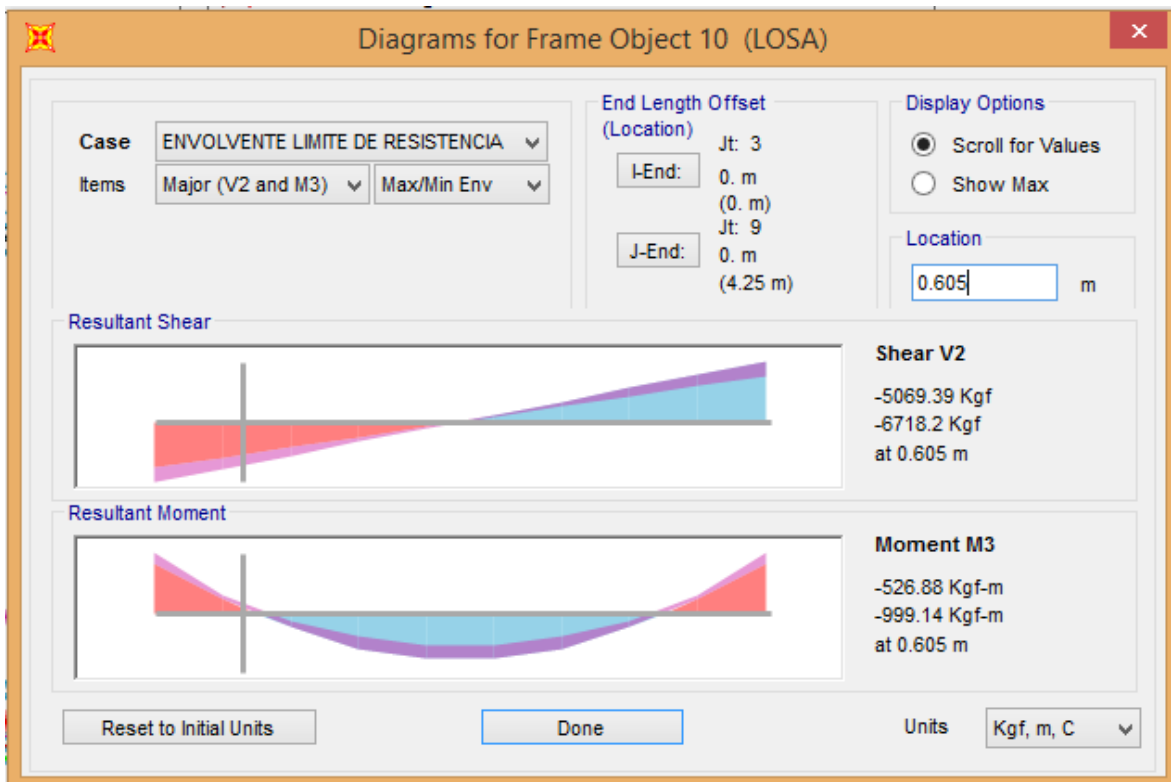 Diagrams for Frame Object 10 (LOSA)
×
Case
ENVOLVENTE LIMITE DE RESISTENCIA
Items
Major (V2 and M3)
Max/Min Env
End Length Offset
(Location)
I-End:
Jt: 3
0. m
(0. m)
J-End:
Jt: 9
0. m
(4.25 m)
Display Options
Scroll for Values
Show Max
Location
0.605
m
Resultant Shear
Shear V2
-5069.39 Kgf
-6718.2 Kgf
at 0.605 m
Resultant Moment
Moment M3
-526.88 Kgf-m
-999.14 Kgf-m
at 0.605 m
Reset to Initial Units
Done
Units
Kgf, m, C